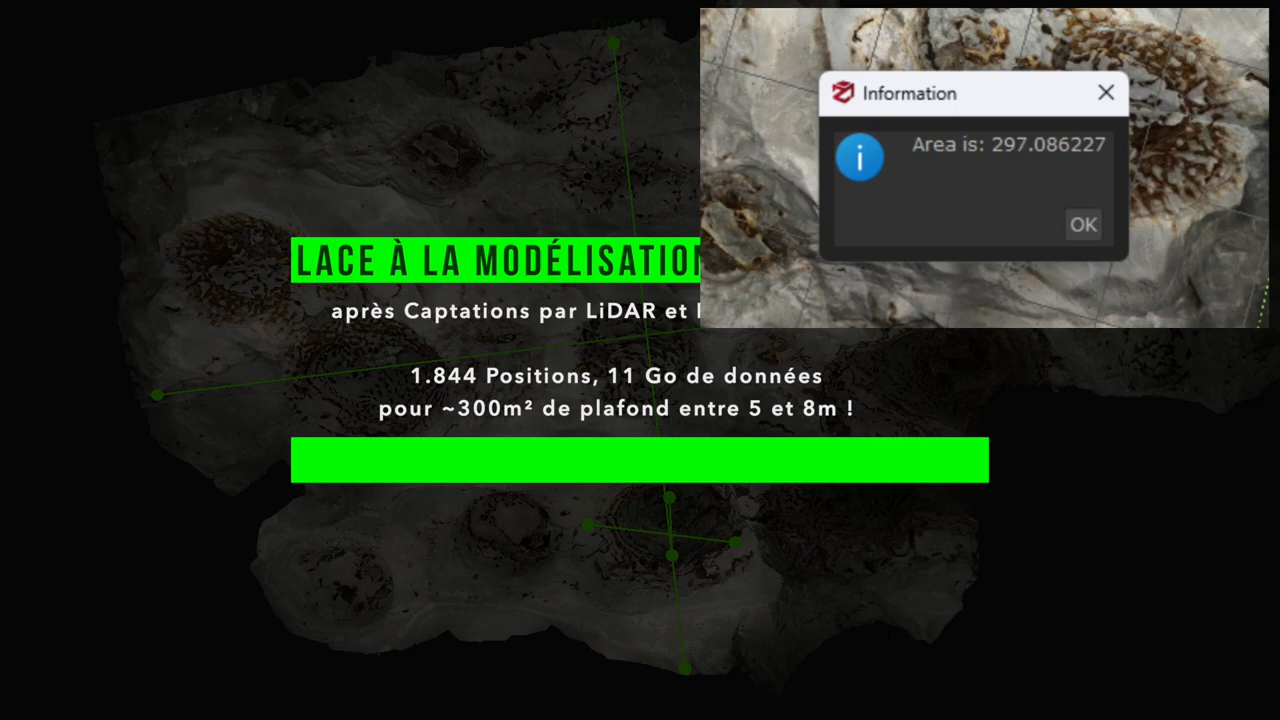 LACE À LA MODÉLISATION
après Captations par LiDAR et
1.844 Positions, 11 Go de données
pour ~300m² de plafond entre 5 et 8m !
Information
Area is: 297.086227
OK